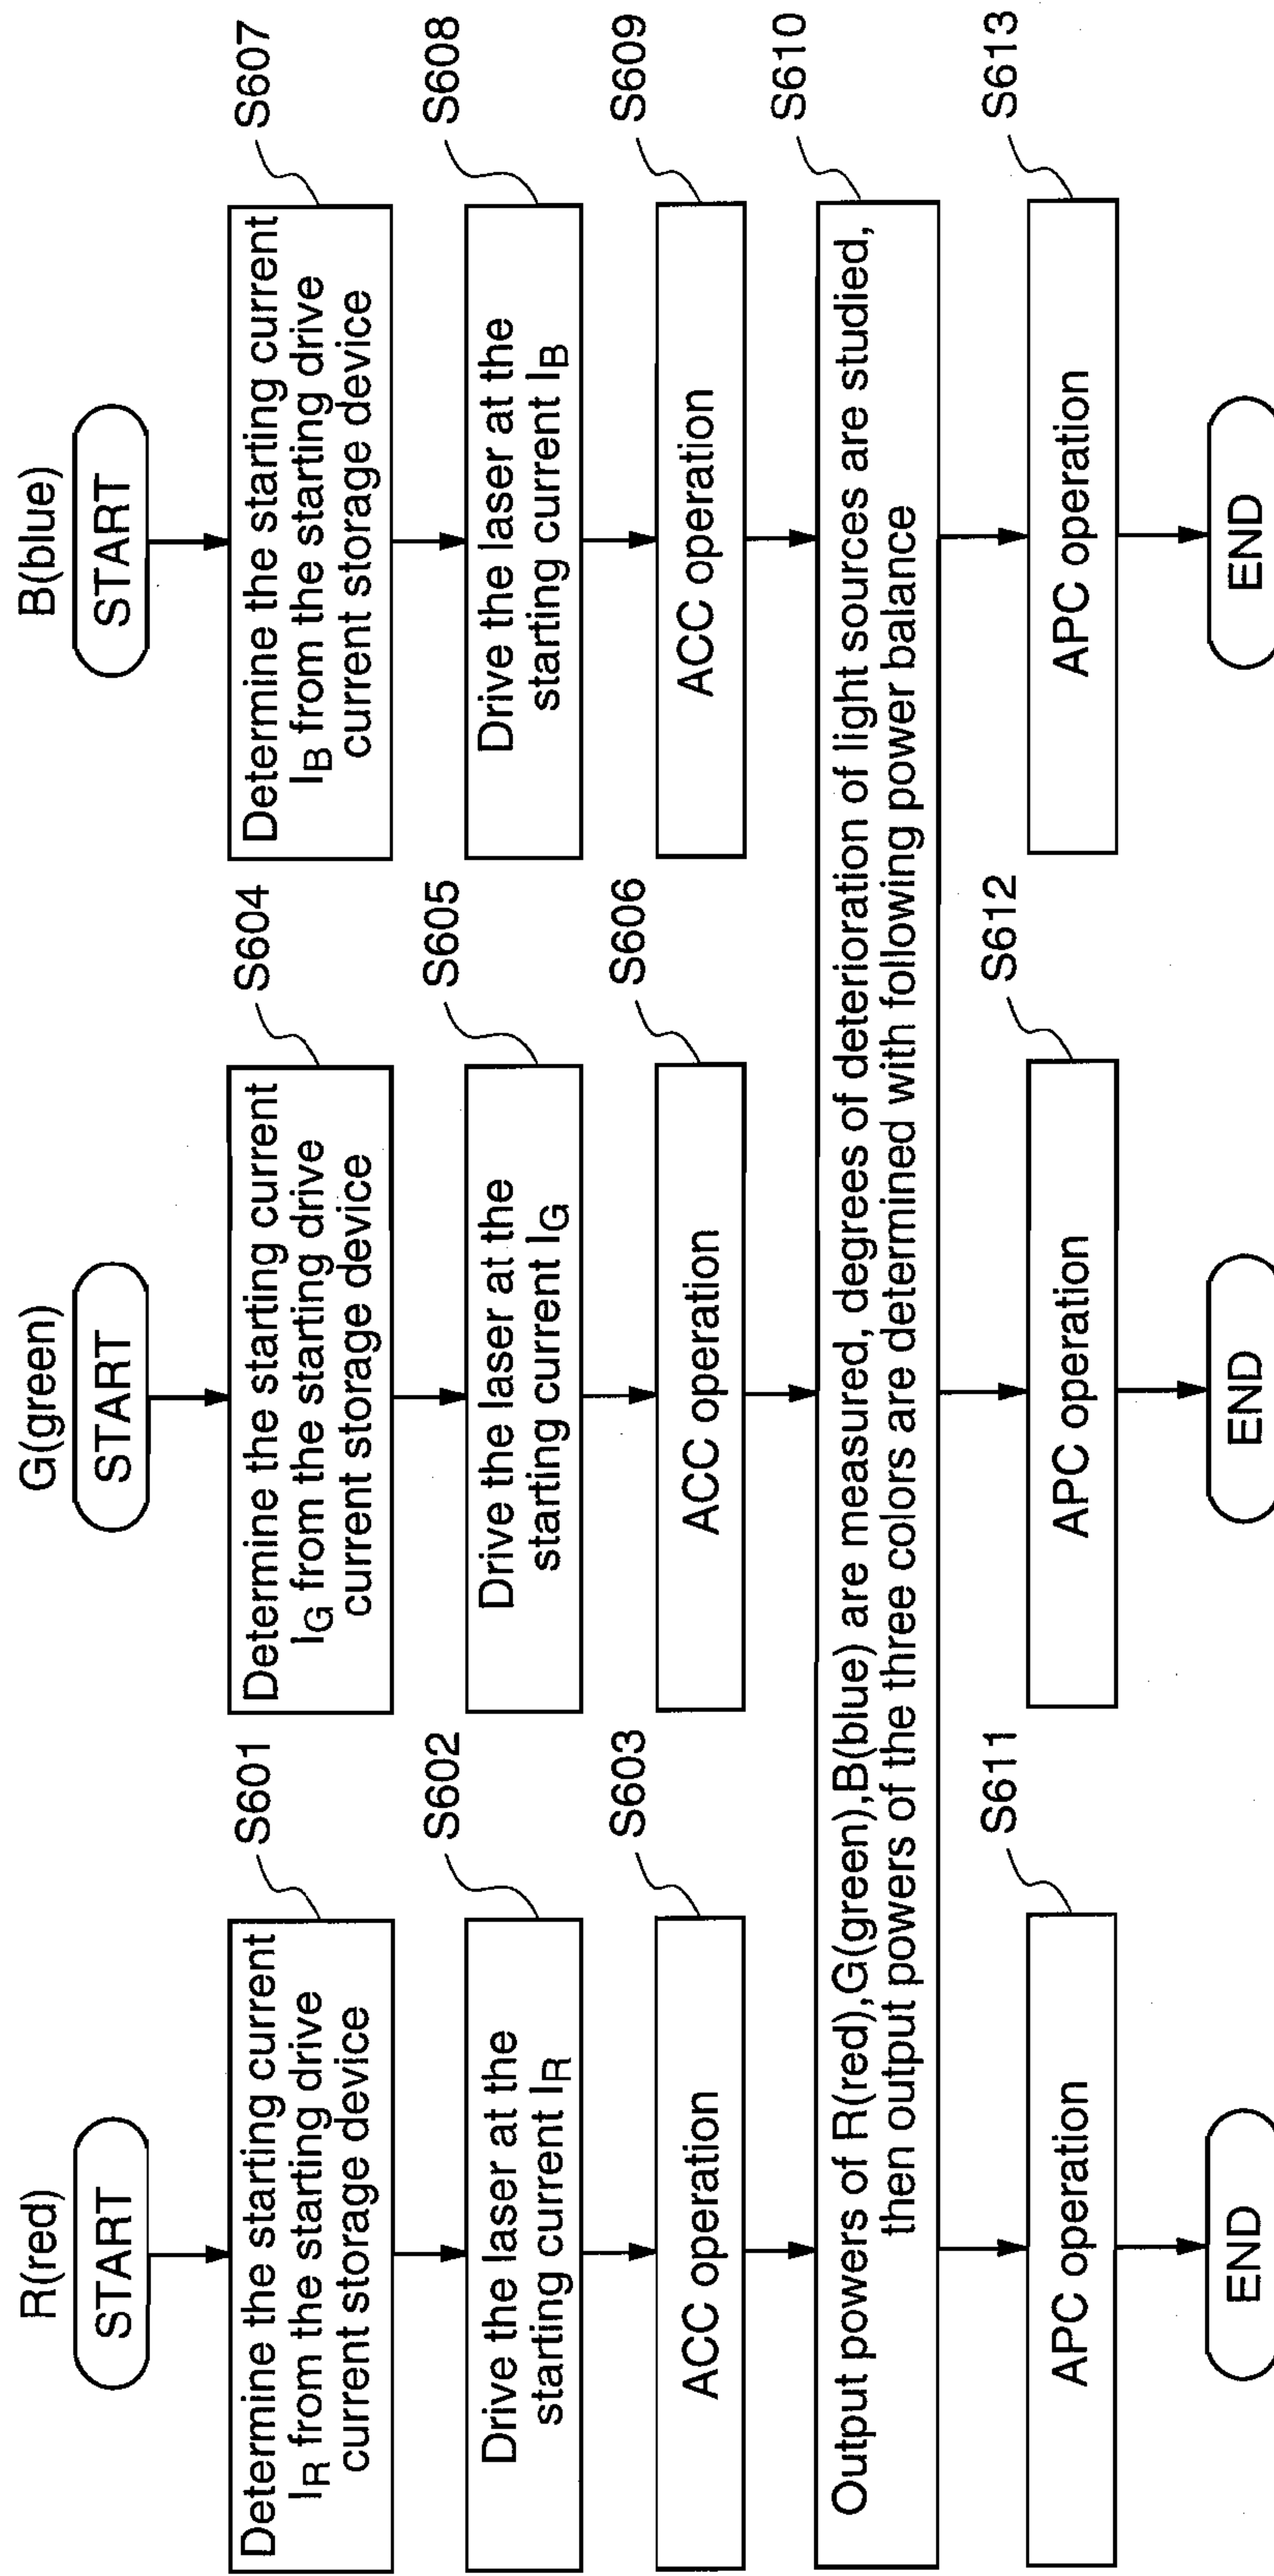 R(red)
START
Determine the starting current
IR from the starting drive
current storage device
S601
Drive the laser at the
starting current IR
S602
ACC operation
S603
G(green)
START
Determine the starting current
IG from the starting drive
current storage device
S604
Drive the laser at the
starting current IG
S605
ACC operation
S606
B(blue)
START
Determine the starting current
IB from the starting drive
current storage device
S607
Drive the laser at the
starting current IB
S608
ACC operation
S609
Output powers of R(red),G(green),B(blue) are measured, degrees of deterioration of light sources are studied,
then output powers of the three colors are determined with following power balance
S610
APC operation
S611
END
APC operation
S612
END
APC operation
S613
END